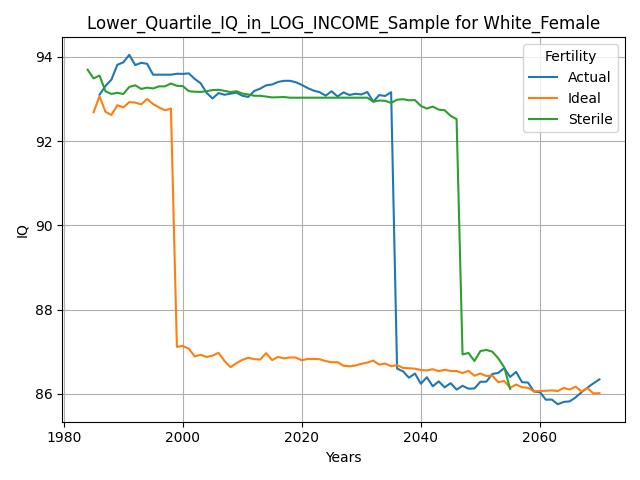 Lower_Quartile_IQ_in_LOG_INCOME_Sample for White_Female
Fertility
Actual
Ideal
Sterile
IQ
94
92
90
88
86
1980
2000
2020
2040
2060
Years